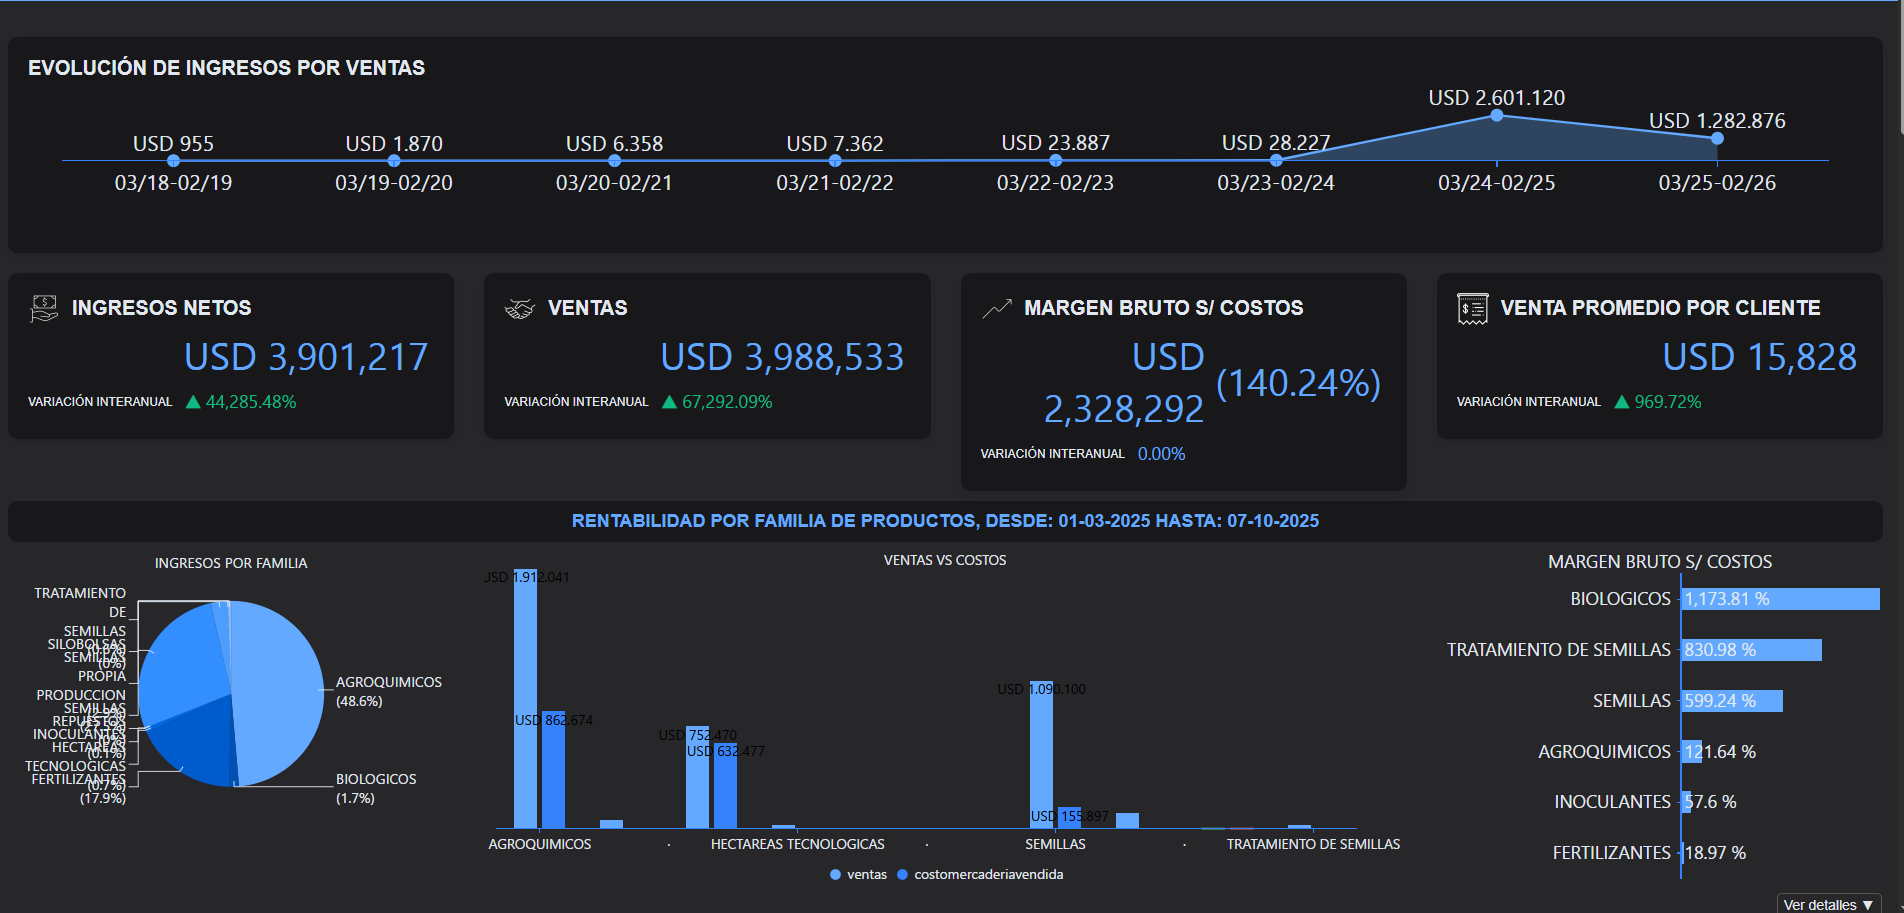 EVOLUCIÓN DE INGRESOS POR VENTAS
USD 955
USD 1.870
USD 6.358
USD 7.362
USD 23.887
USD 28.227
USD 2.601.120
USD 1.282.876
03/18-02/19
03/19-02/20
03/20-02/21
03/21-02/22
03/22-02/23
03/23-02/24
03/24-02/25
03/25-02/26
INGRESOS NETOS
USD 3,901,217
VARIACIÓN INTERANUAL ▲ 44,285.48%
VENTAS
USD 3,988,533
VARIACIÓN INTERANUAL ▲ 67,292.09%
MARGEN BRUTO S/ COSTOS
USD
2,328,292
(140.24%)
VARIACIÓN INTERANUAL 0.00%
VENTA PROMEDIO POR CLIENTE
USD 15,828
VARIACIÓN INTERANUAL ▲ 969.72%
RENTABILIDAD POR FAMILIA DE PRODUCTOS, DESDE: 01-03-2025 HASTA: 07-10-2025
INGRESOS POR FAMILIA
TRATAMIENTO
DE
SEMILLAS
SILOBOLSAS
(0%)
SEMILLAS
PROPIA
PRODUCCION
SEMILLAS
REPUESTOS
INOCULANTES
(0.1%)
HECTAREAS
TECNOLOGICAS
(0.7%)
FERTILIZANTES
(17.9%)
AGROQUIMICOS
(48.6%)
BIOLOGICOS
(1.7%)
VENTAS VS COSTOS
USD 1.912.041
USD 862.674
USD 752.470
USD 632.477
USD 1.090.100
USD 155.897
AGROQUIMICOS
.
HECTAREAS TECNOLOGICAS
.
SEMILLAS
.
TRATAMIENTO DE SEMILLAS
ventas
costomercaderiavendida
MARGEN BRUTO S/ COSTOS
BIOLOGICOS 1,173.81 %
TRATAMIENTO DE SEMILLAS 830.98 %
SEMILLAS 599.24 %
AGROQUIMICOS 121.64 %
INOCULANTES 57.6 %
FERTILIZANTES 18.97 %
Ver detalles ▼